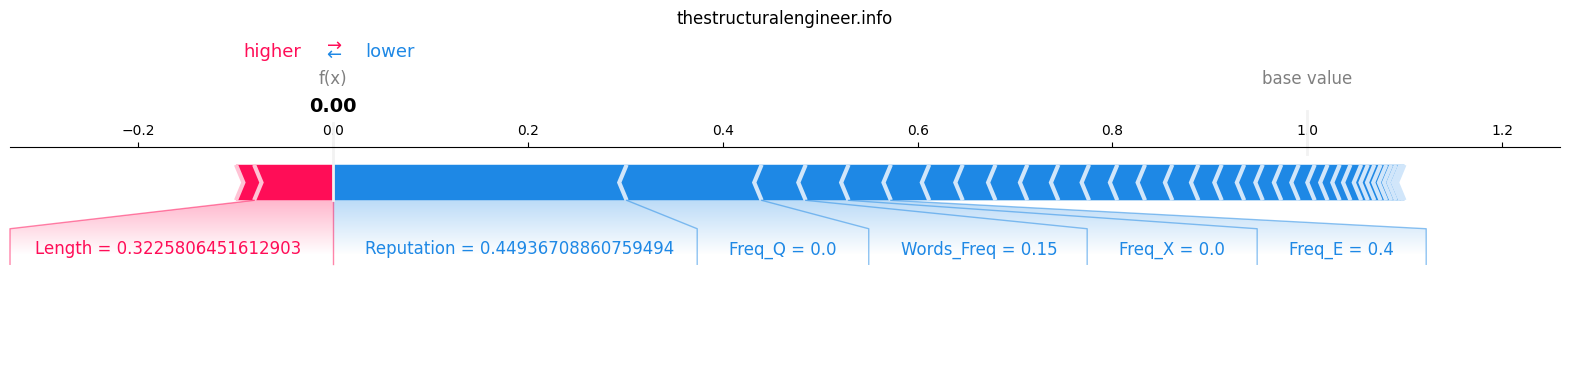 thestructuralengineer.info
higher ⇄ lower
f(x) base value
0.00
−0.2 0.0 0.2 0.4 0.6 0.8 1.0 1.2
Length = 0.3225806451612903 Reputation = 0.44936708860759494 Freq_Q = 0.0 Words_Freq = 0.15 Freq_X = 0.0 Freq_E = 0.4